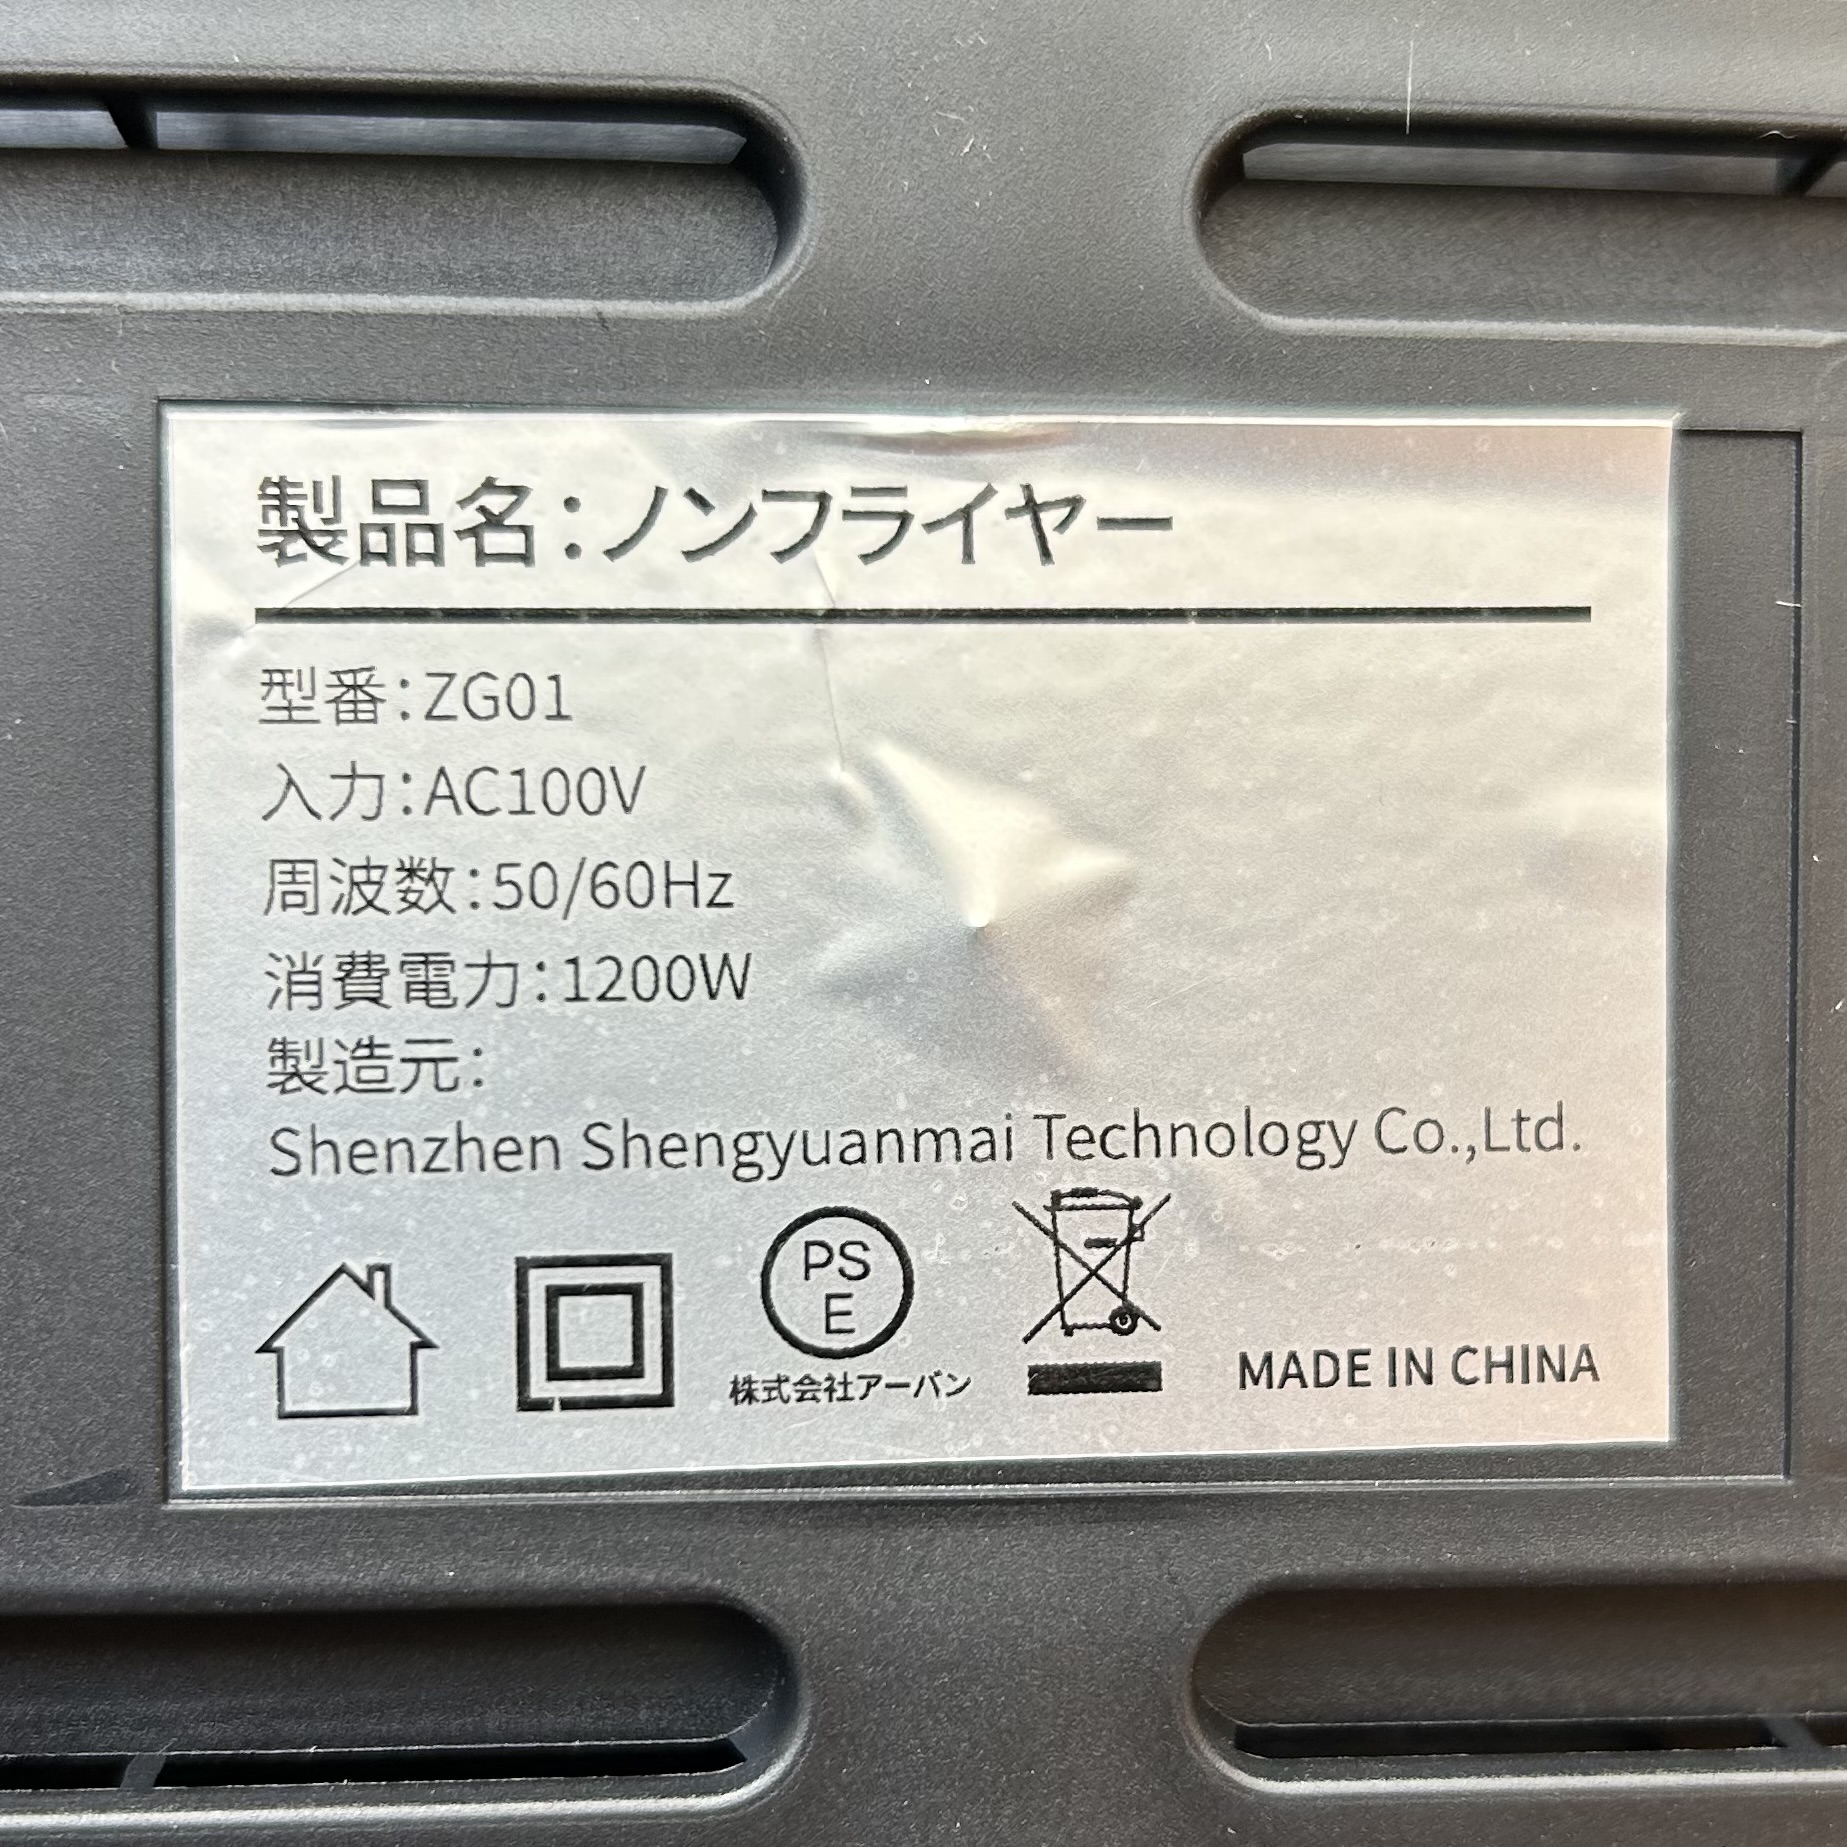 製品名：ノンフライヤー
型番：ZG01
入力：AC100V
周波数：50/60Hz
消費電力：1200W
製造元：
Shenzhen Shengyuanmai Technology Co.,Ltd.
PS
E
株式会社アーバン
MADE IN CHINA